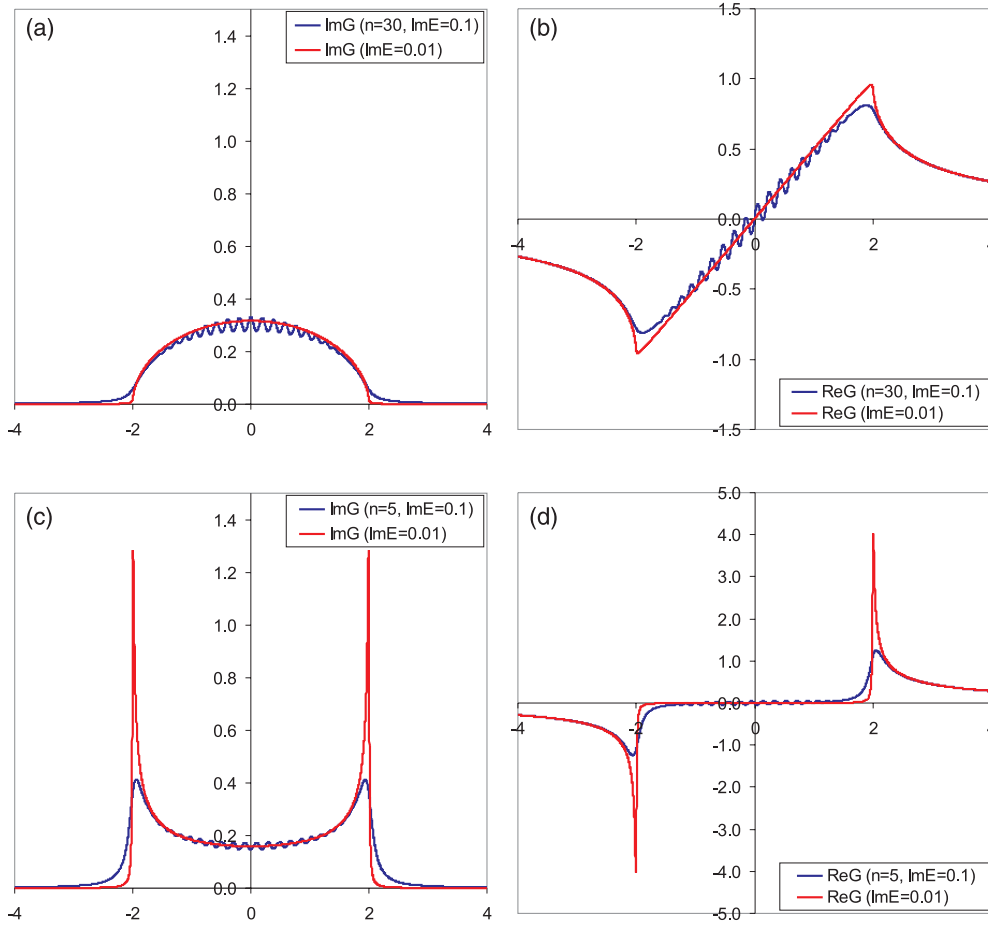 (a)
ImG (n=30, ImE=0.1)
ImG (ImE=0.01)
1.4
1.2
1.0
0.8
0.6
0.4
0.2
0.0
-4 -2 0 2 4
(b)
1.5
1.0
0.5
0.0
-4 -2 0 2 4
-0.5
-1.0
-1.5
ReG (n=30, ImE=0.1)
ReG (ImE=0.01)
(c)
ImG (n=5, ImE=0.1)
ImG (ImE=0.01)
1.4
1.2
1.0
0.8
0.6
0.4
0.2
0.0
-4 -2 0 2 4
(d)
5.0
4.0
3.0
2.0
1.0
0.0
-4 -2 0 2 4
-1.0
-2.0
-3.0
-4.0
-5.0
ReG (n=5, ImE=0.1)
ReG (ImE=0.01)